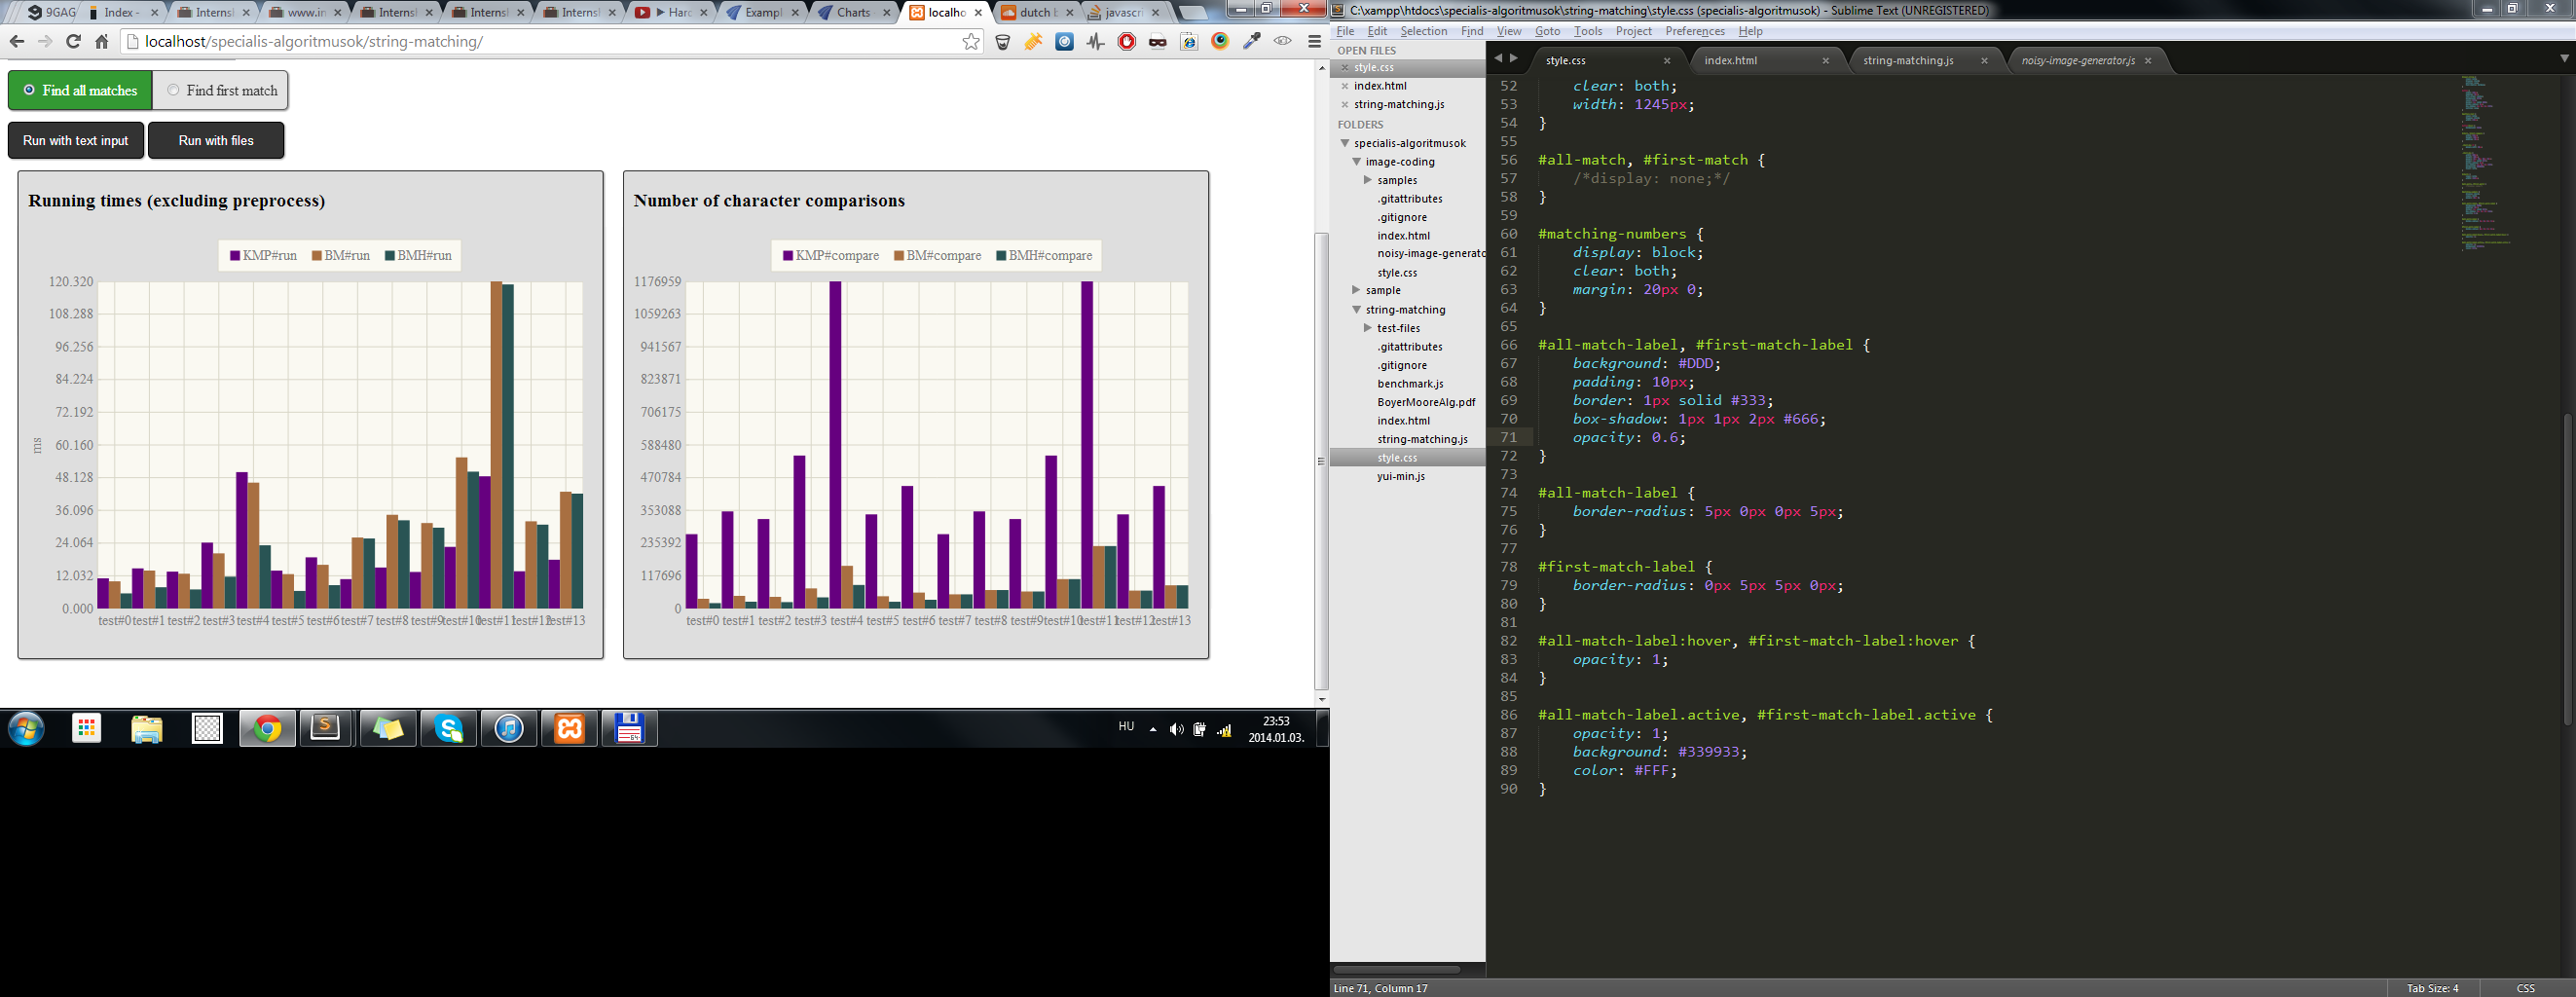 9GAG
Index -
Internsh
www.in
Internsh
Internsh
Internsh
Hard
Exampl
Charts
localho
dutch b
javascri
localhost/specialis-algoritmusok/string-matching/
Find all matches
Find first match
Run with text input
Run with files
Running times (excluding preprocess)
KMP#run
BM#run
BMH#run
120.320
108.288
96.256
84.224
72.192
60.160
48.128
36.096
24.064
12.032
0.000
ms
test#0
test#1
test#2
test#3
test#4
test#5
test#6
test#7
test#8
test#9
test#10
test#11
test#12
test#13
Number of character comparisons
KMP#compare
BM#compare
BMH#compare
1176959
1059263
941567
823871
706175
588480
470784
353088
235392
117696
0
test#0
test#1
test#2
test#3
test#4
test#5
test#6
test#7
test#8
test#9
test#10
test#11
test#12
test#13
HU
23:53
2014.01.03.
C:\xampp\htdocs\specialis-algoritmusok\string-matching\style.css (specialis-algoritmusok) - Sublime Text (UNREGISTERED)
File Edit Selection Find View Goto Tools Project Preferences Help
OPEN FILES
style.css
index.html
string-matching.js
FOLDERS
specialis-algoritmusok
image-coding
samples
.gitattributes
.gitignore
index.html
noisy-image-generato
style.css
sample
string-matching
test-files
.gitattributes
.gitignore
benchmark.js
BoyerMooreAlg.pdf
index.html
string-matching.js
style.css
yui-min.js
style.css
index.html
string-matching.js
noisy-image-generator.js
52 clear: both;
53 width: 1245px;
54 }
55
56 #all-match, #first-match {
57 /*display: none;*/
58 }
59
60 #matching-numbers {
61 display: block;
62 clear: both;
63 margin: 20px 0;
64 }
65
66 #all-match-label, #first-match-label {
67 background: #DDD;
68 padding: 10px;
69 border: 1px solid #333;
70 box-shadow: 1px 1px 2px #666;
71 opacity: 0.6;
72 }
73
74 #all-match-label {
75 border-radius: 5px 0px 0px 5px;
76 }
77
78 #first-match-label {
79 border-radius: 0px 5px 5px 0px;
80 }
81
82 #all-match-label:hover, #first-match-label:hover {
83 opacity: 1;
84 }
85
86 #all-match-label.active, #first-match-label.active {
87 opacity: 1;
88 background: #339933;
89 color: #FFF;
90 }
Line 71, Column 17
Tab Size: 4
CSS